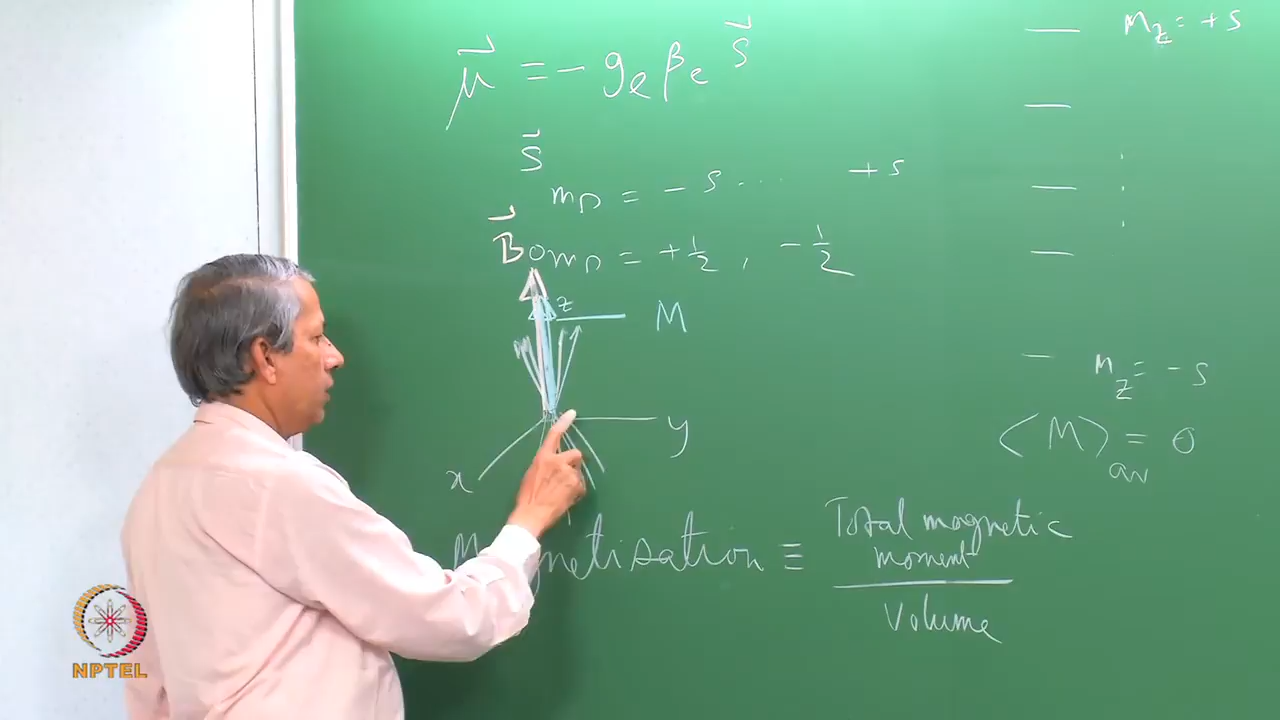 μ⃗ ≡ - gₑ βₑ S⃗
S⃗
m_s = - s ... + s
B⃗₀ m_s = + 1/2 , - 1/2
z
M
y
x
Magnetisation ≡ Total magnetic moment / Volume
M_z = + s
⋮
M_z = - s
⟨M⟩_av = 0
NPTEL